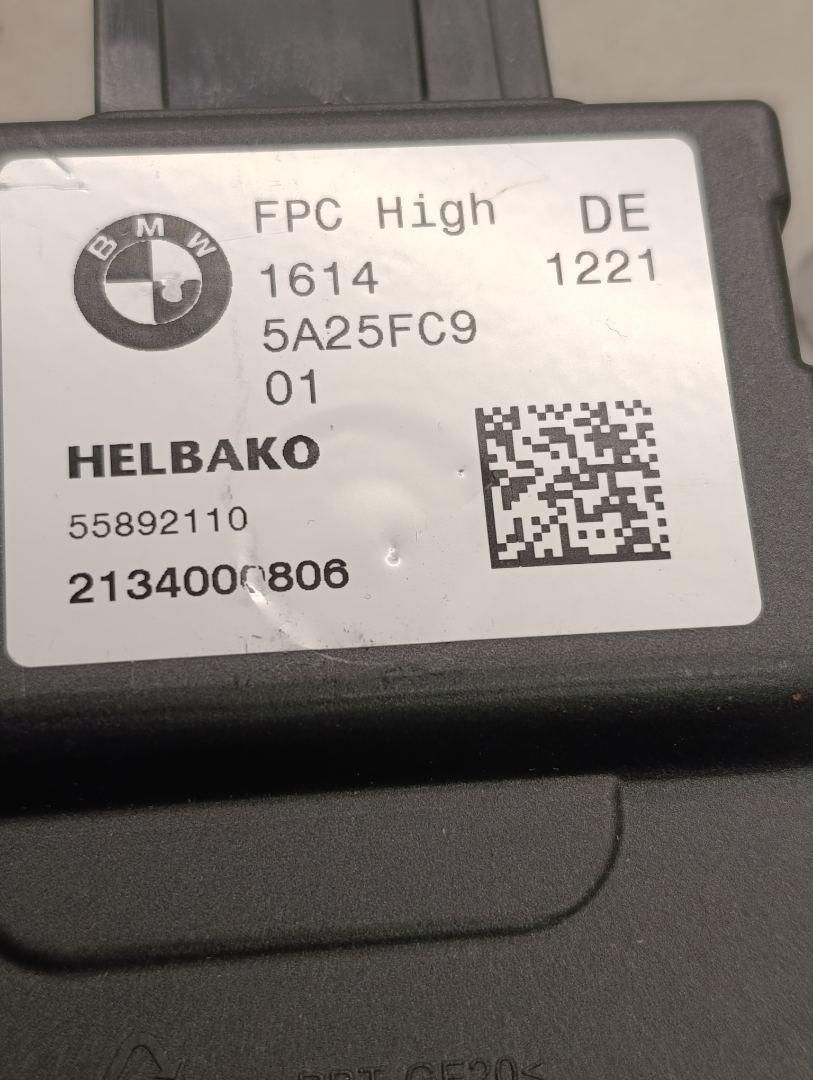 BMW
FPC High DE
1614 1221
5A25FC9
01
HELBAKO
55892110
2134000806